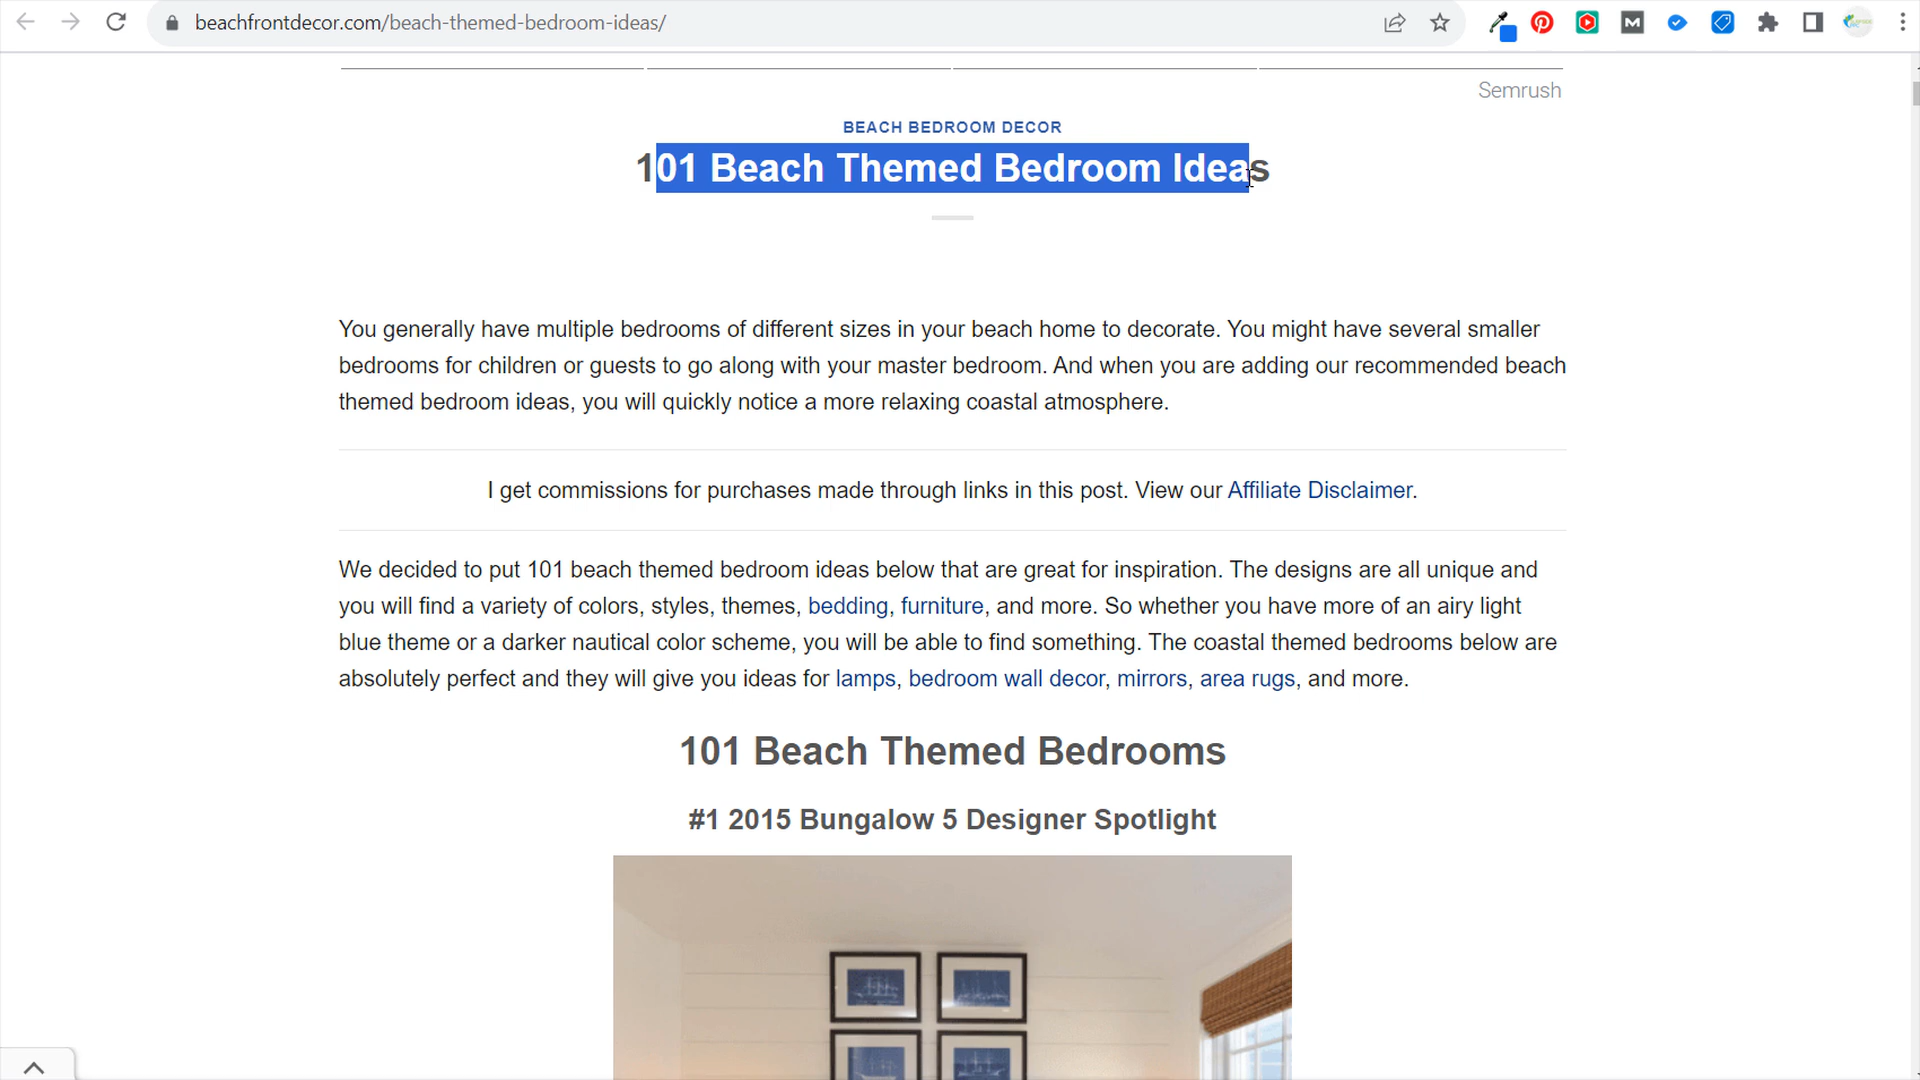 beachfrontdecor.com/beach-themed-bedroom-ideas/
Semrush
BEACH BEDROOM DECOR
101 Beach Themed Bedroom Ideas
You generally have multiple bedrooms of different sizes in your beach home to decorate. You might have several smaller
bedrooms for children or guests to go along with your master bedroom. And when you are adding our recommended beach
themed bedroom ideas, you will quickly notice a more relaxing coastal atmosphere.
I get commissions for purchases made through links in this post. View our Affiliate Disclaimer.
We decided to put 101 beach themed bedroom ideas below that are great for inspiration. The designs are all unique and
you will find a variety of colors, styles, themes, bedding, furniture, and more. So whether you have more of an airy light
blue theme or a darker nautical color scheme, you will be able to find something. The coastal themed bedrooms below are
absolutely perfect and they will give you ideas for lamps, bedroom wall decor, mirrors, area rugs, and more.
101 Beach Themed Bedrooms
#1 2015 Bungalow 5 Designer Spotlight